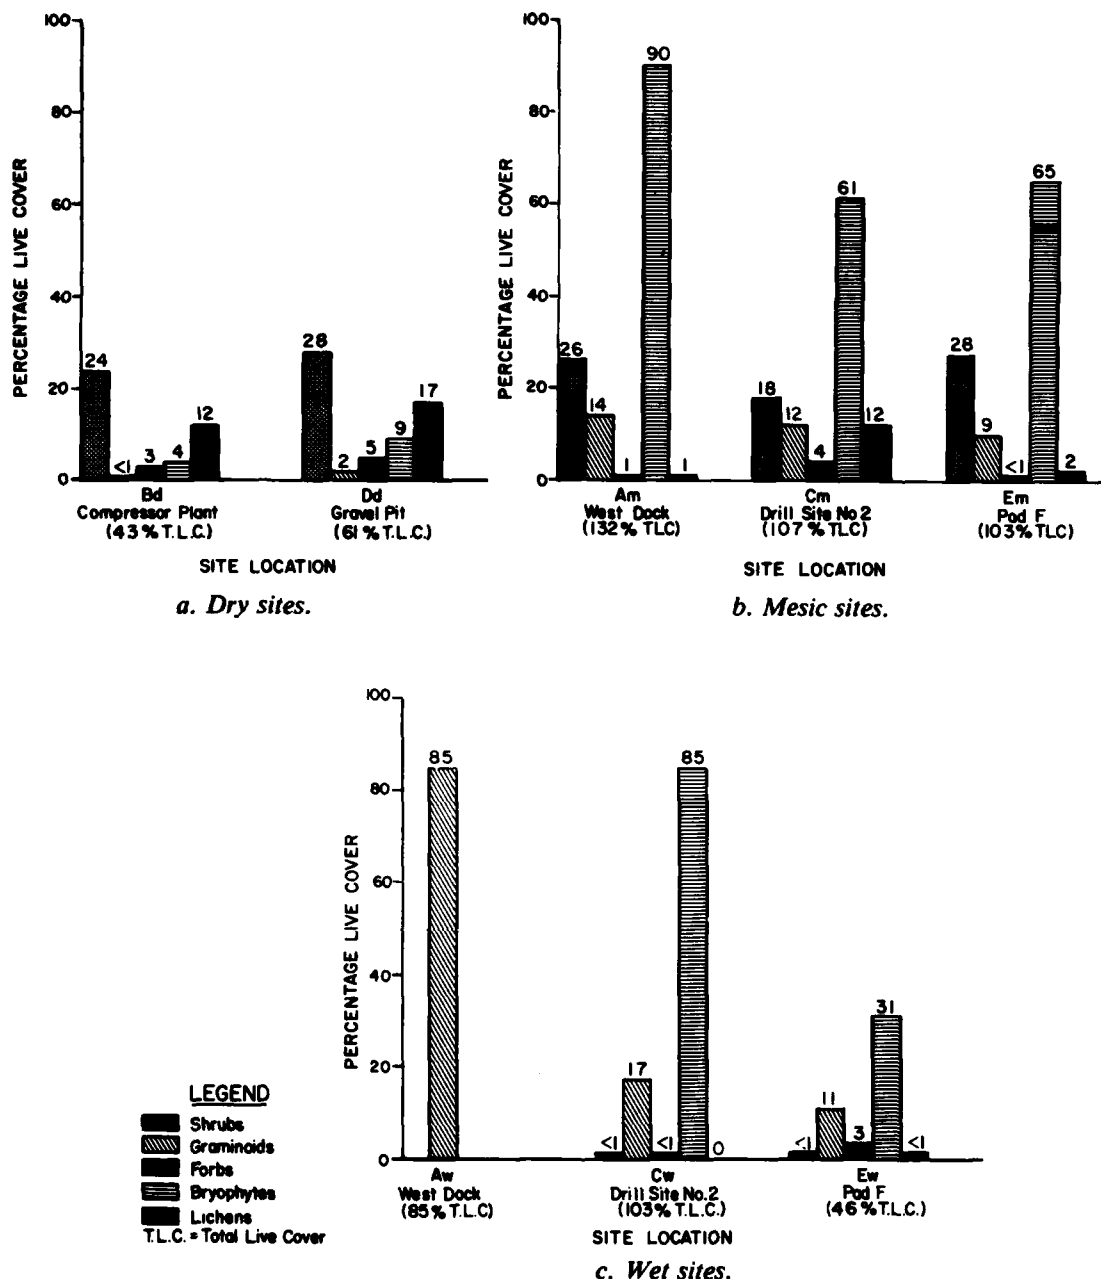 PERCENTAGE LIVE COVER
100
80
60
40
20
0
24
<1
3
4
12
28
2
5
9
17
Bd
Compressor Plant
(43% T.L.C.)
Dd
Gravel Pit
(61% T.L.C.)
SITE LOCATION
a. Dry sites.
PERCENTAGE LIVE COVER
100
80
60
40
20
0
26
14
1
90
1
18
12
4
61
12
28
9
<1
65
2
Am
West Dock
(132% TLC)
Cm
Drill Site No 2
(107% TLC)
Em
Pad F
(103% TLC)
SITE LOCATION
b. Mesic sites.
PERCENTAGE LIVE COVER
100
80
60
40
20
0
85
<1
17
<1
85
0
<1
11
3
31
<1
Aw
West Dock
(85% T.L.C)
Cw
Drill Site No. 2
(103% T.L.C.)
Ew
Pad F
(46% T.L.C.)
SITE LOCATION
c. Wet sites.
LEGEND
Shrubs
Graminoids
Forbs
Bryophytes
Lichens
T.L.C. = Total Live Cover